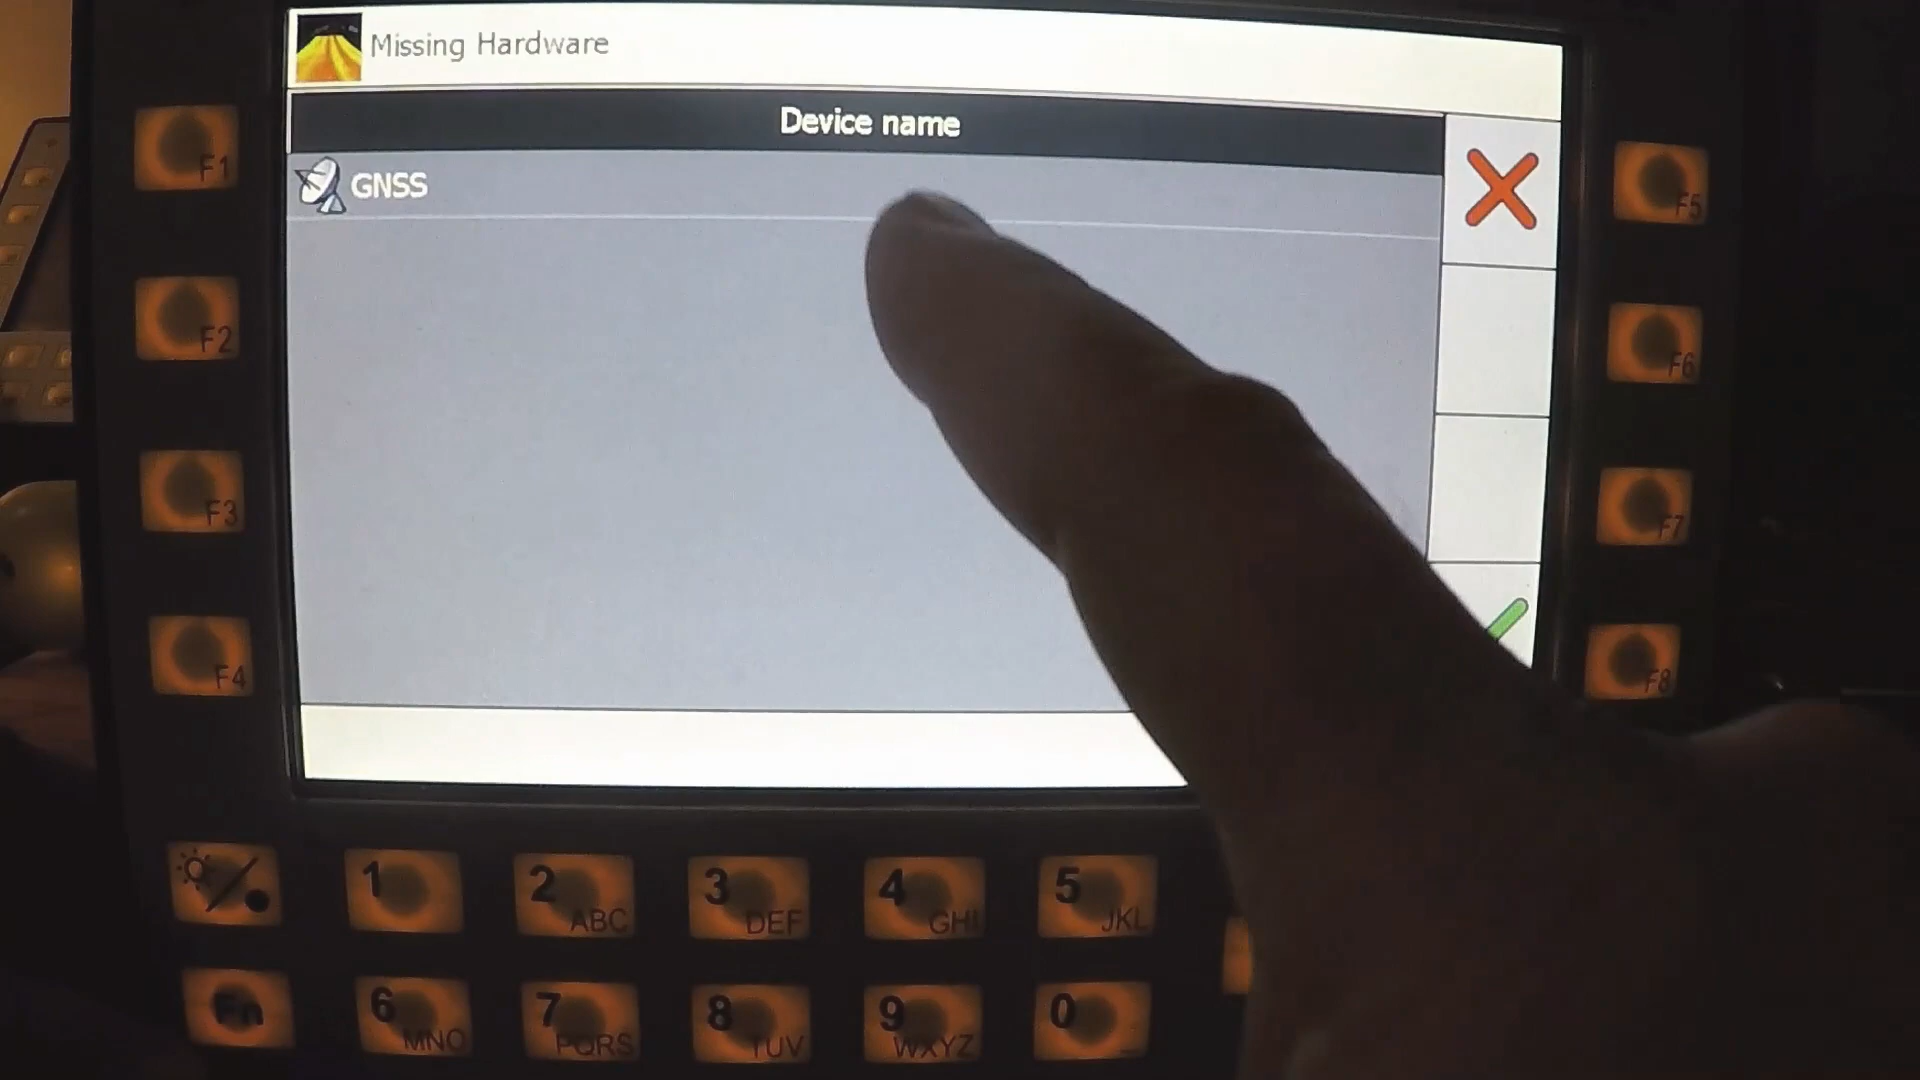 Missing Hardware
Device name
GNSS
F1
F2
F3
F4
F5
F6
F7
F8
1
2 ABC
3 DEF
4 GHI
5 JKL
Fn
6 MNO
7 PQRS
8 TUV
9 WXYZ
0